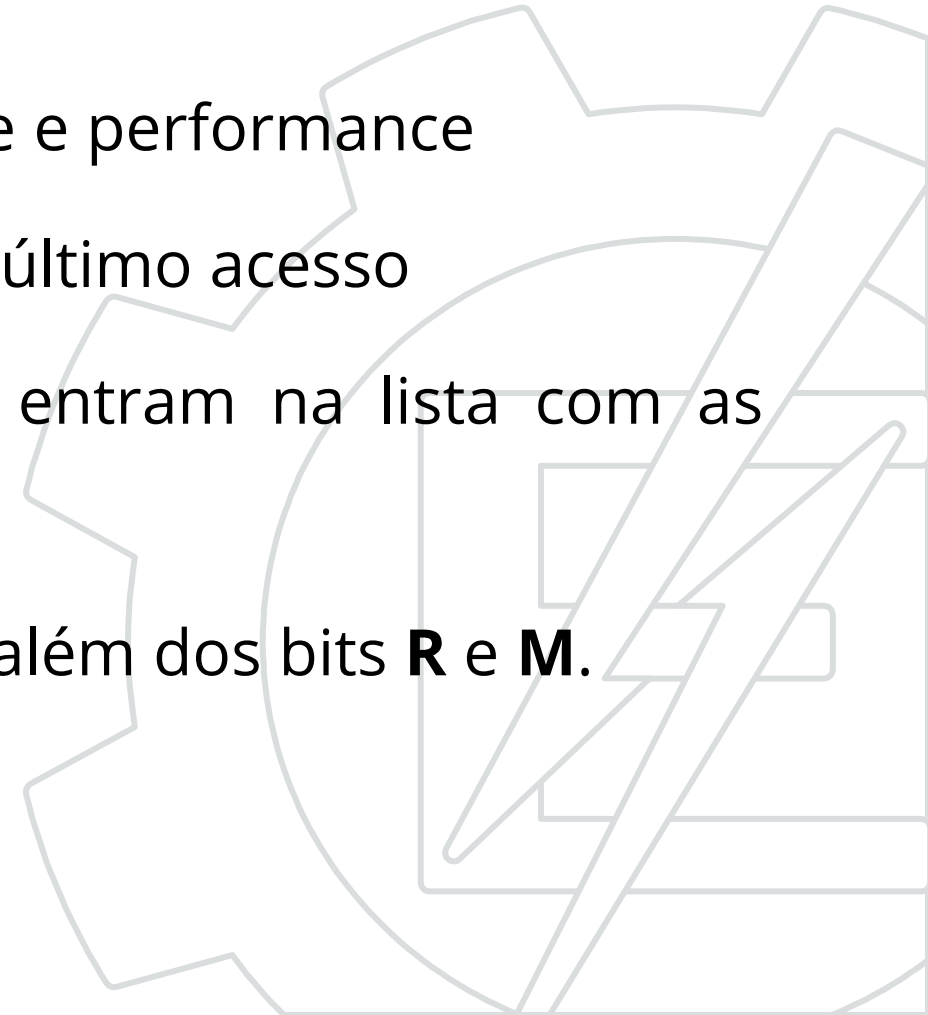 e e performance
último acesso
entram na lista com as
além dos bits R e M.